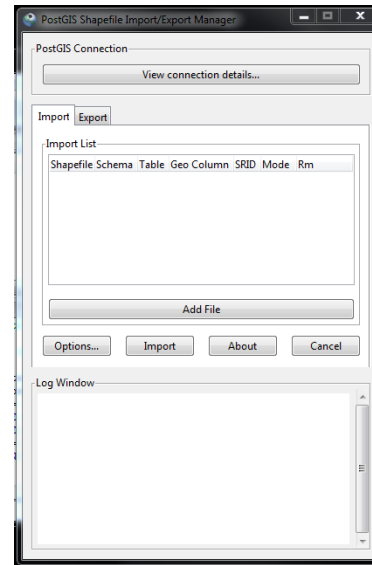 PostGIS Shapefile Import/Export Manager
PostGIS Connection
View connection details...
Import Export
Import List
Shapefile Schema Table Geo Column SRID Mode Rm
Add File
Options... Import About Cancel
Log Window